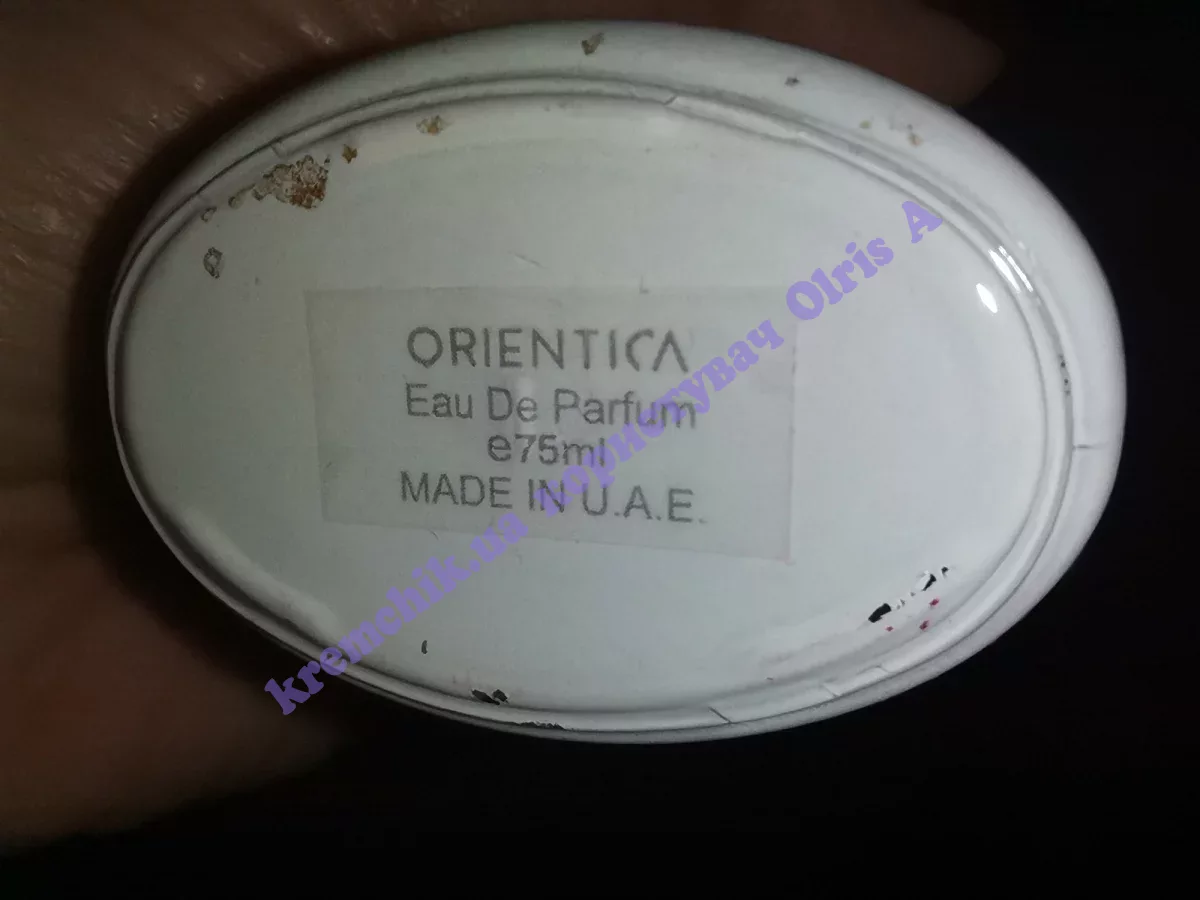 ORIENTICA
Eau De Parfum
e75ml
MADE IN U.A.E.
kremchik.ua користувач Olris A